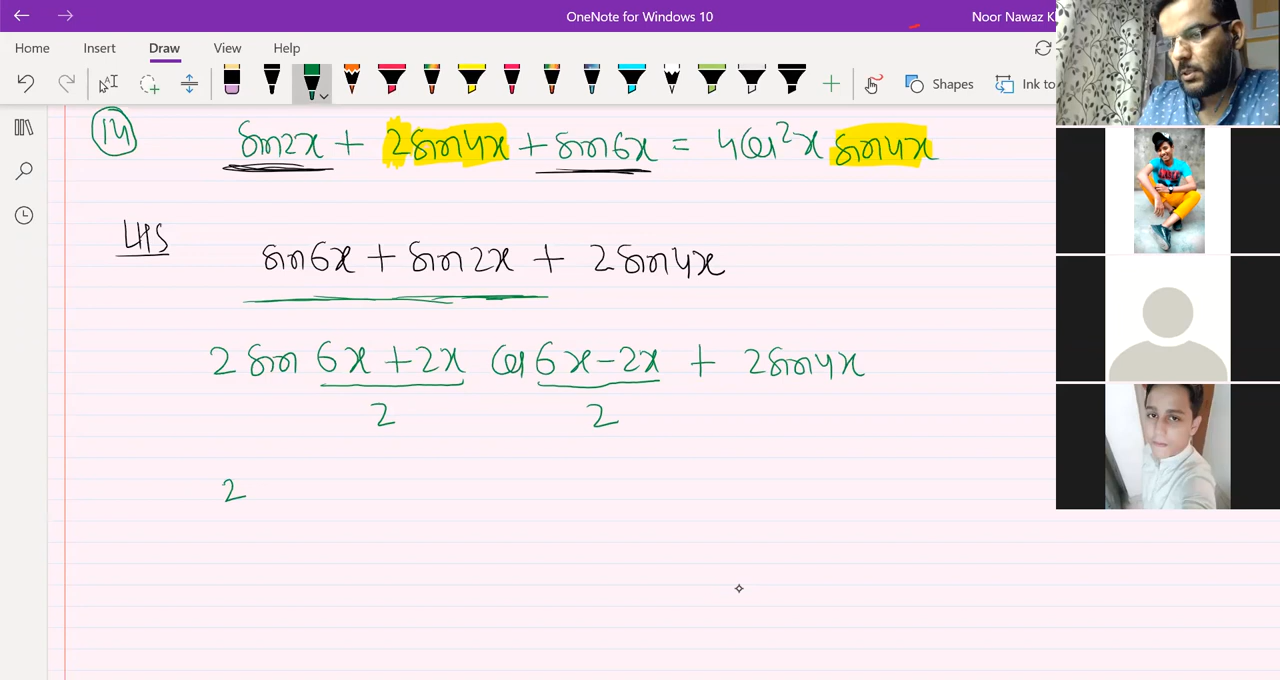 OneNote for Windows 10
Noor Nawaz K
Home Insert Draw View Help
Shapes Ink to
14 sin2x + 2sin4x + sin6x = 4cos²x sin4x
LHS
sin6x + sin2x + 2sin4x
2 sin 6x + 2x cos 6x - 2x + 2sin4x
2 2
2